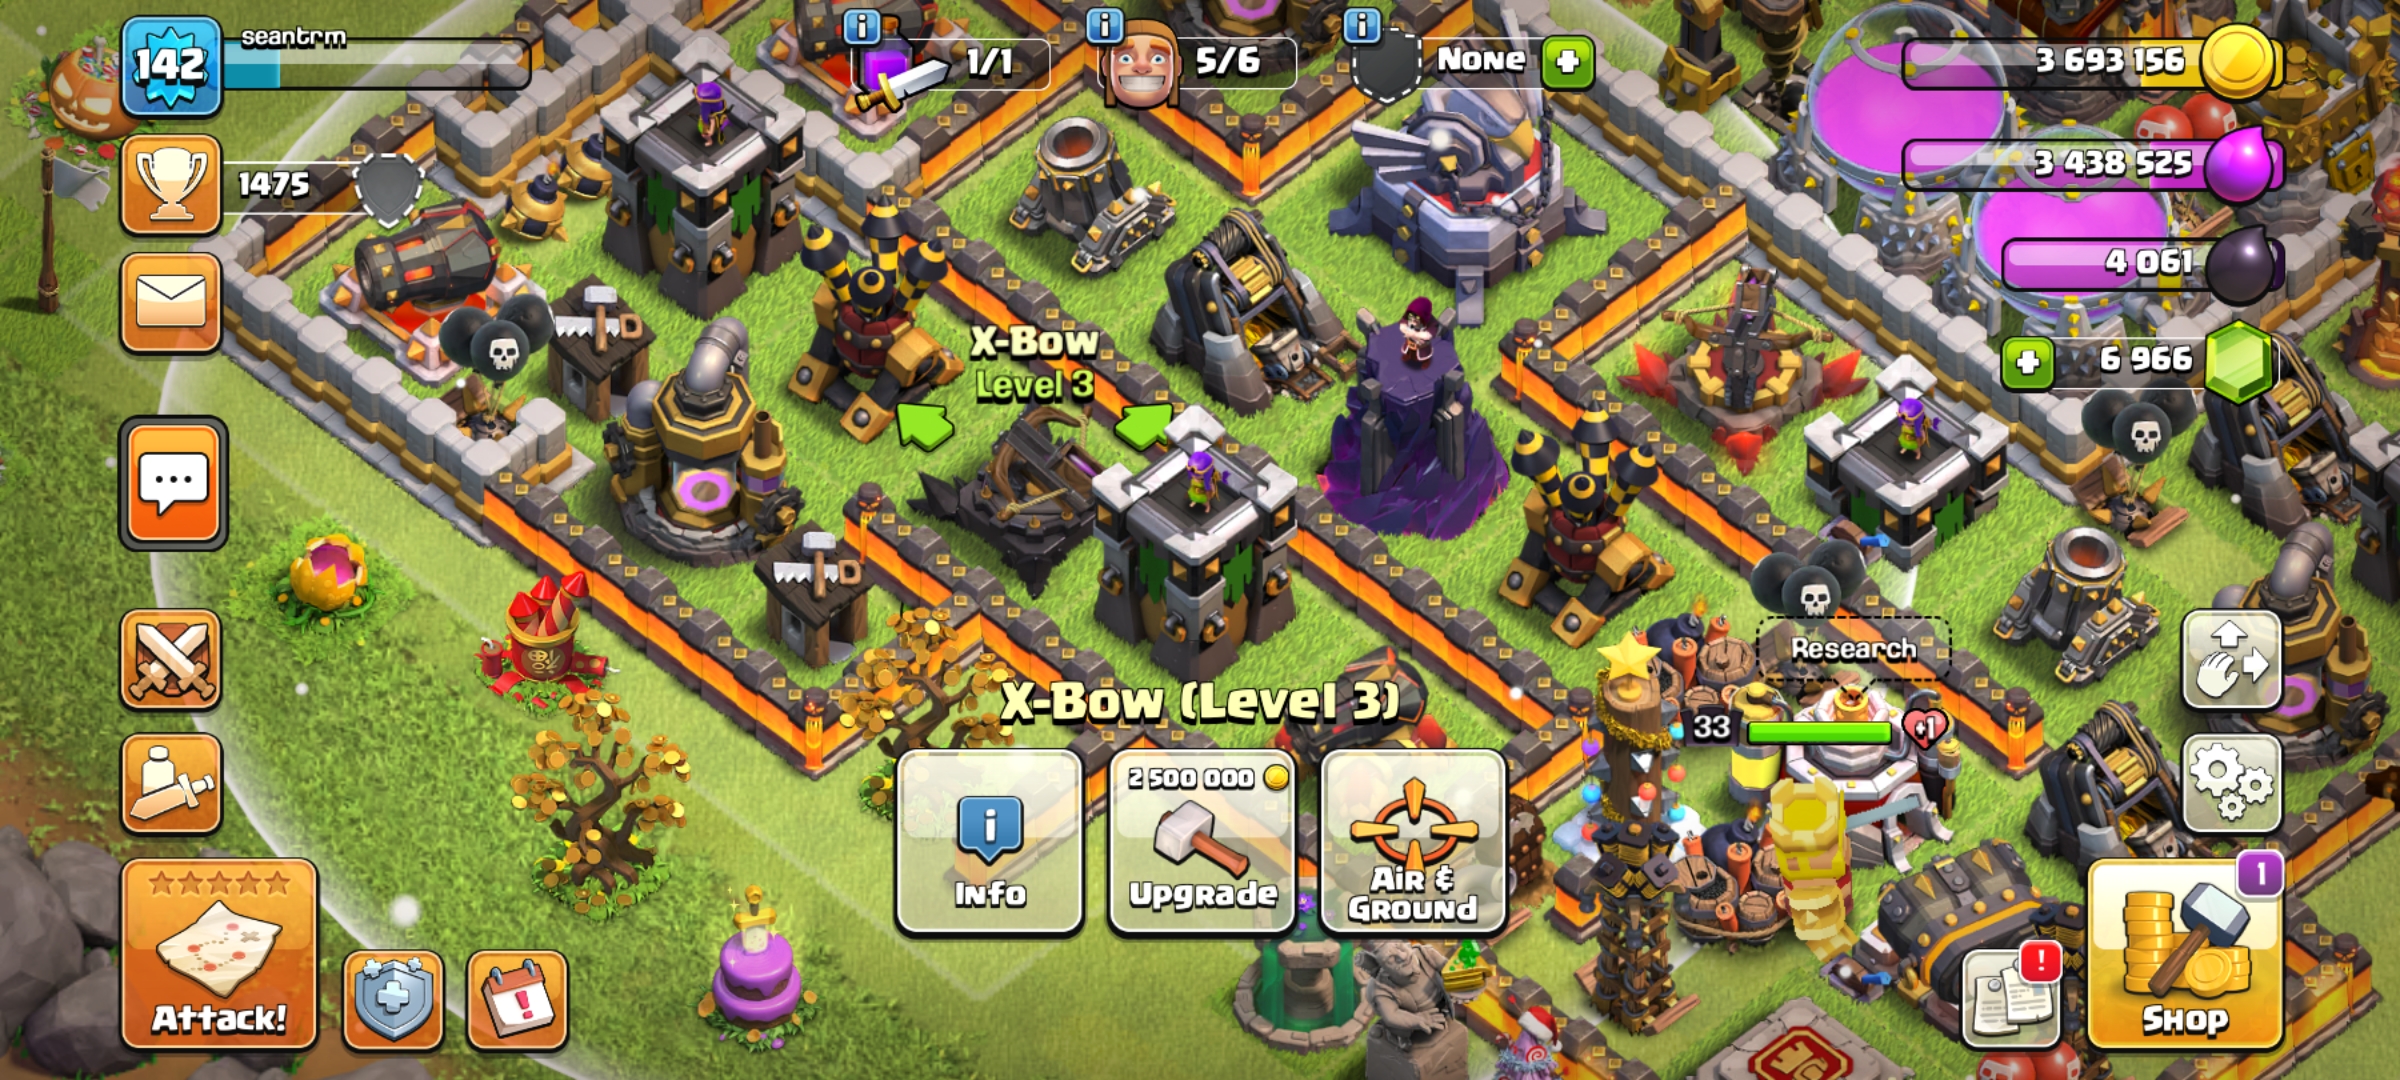 142
seantrm
1/1
5/6
None
3 693 156
1475
3 438 525
4 061
6 966
X-Bow
Level 3
Research
33
+1
X-Bow (Level 3)
Info
2 500 000
Upgrade
Air &
Ground
Attack!
1
Shop